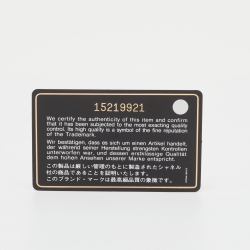 15219921
We certify the authenticity of this item and confirm
that it has been subjected to the most exacting quality
control. Its high quality is a symbol of the fine reputation
of the Trademark.
Wir bestätigen, dass es sich um einen Artikel handelt,
der während seiner Herstellung strengsten Kontrollen
unterworfen war, und dessen erstklassige Qualität
dem hohen Ansehen unserer Marke entspricht.
この製品は厳しい管理のもとに製造されたシャネル
社の商品であることを証明いたします。
このブランド・マークは最高級品質の象徴です。